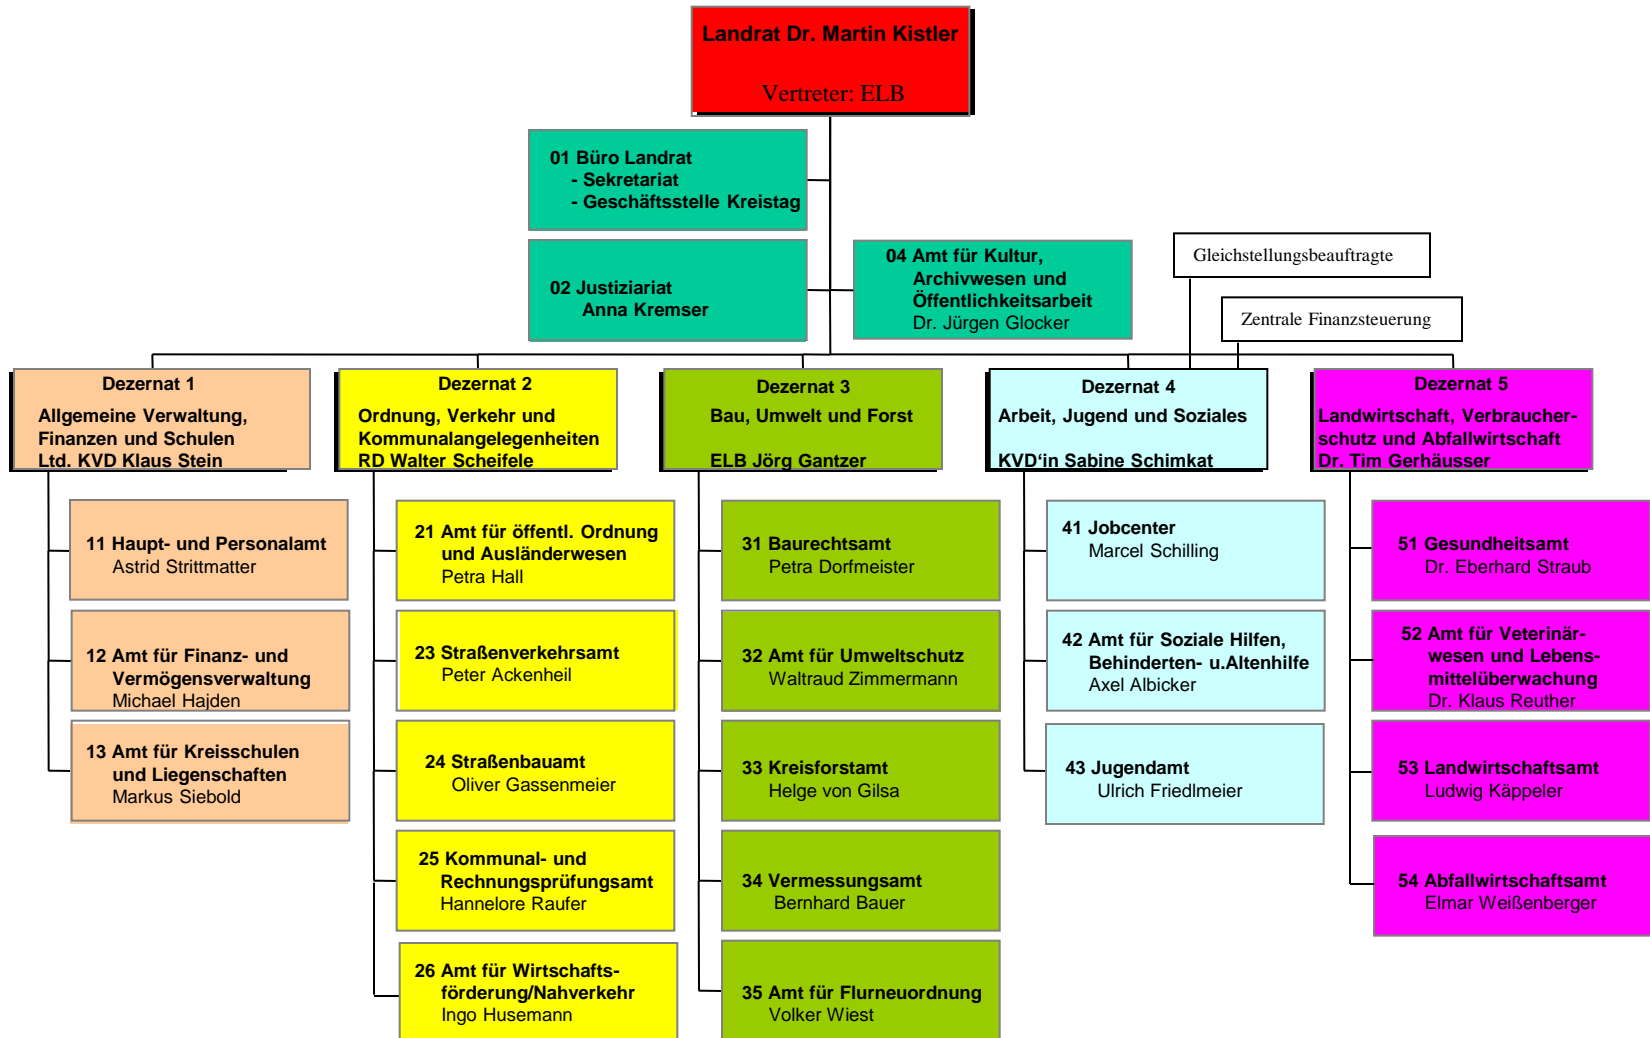 Landrat Dr. Martin Kistler
Vertreter: ELB
01 Büro Landrat
- Sekretariat
- Geschäftsstelle Kreistag
02 Justiziariat
Anna Kremser
04 Amt für Kultur,
Archivwesen und
Öffentlichkeitsarbeit
Dr. Jürgen Glocker
Gleichstellungsbeauftragte
Zentrale Finanzsteuerung
Dezernat 1
Allgemeine Verwaltung,
Finanzen und Schulen
Ltd. KVD Klaus Stein
11 Haupt- und Personalamt
Astrid Strittmatter
12 Amt für Finanz- und
Vermögensverwaltung
Michael Hajden
13 Amt für Kreisschulen
und Liegenschaften
Markus Siebold
Dezernat 2
Ordnung, Verkehr und
Kommunalangelegenheiten
RD Walter Scheifele
21 Amt für öffentl. Ordnung
und Ausländerwesen
Petra Hall
23 Straßenverkehrsamt
Peter Ackenheil
24 Straßenbauamt
Oliver Gassenmeier
25 Kommunal- und
Rechnungsprüfungsamt
Hannelore Raufer
26 Amt für Wirtschafts-
förderung/Nahverkehr
Ingo Husemann
Dezernat 3
Bau, Umwelt und Forst
ELB Jörg Gantzer
31 Baurechtsamt
Petra Dorfmeister
32 Amt für Umweltschutz
Waltraud Zimmermann
33 Kreisforstamt
Helge von Gilsa
34 Vermessungsamt
Bernhard Bauer
35 Amt für Flurneuordnung
Volker Wiest
Dezernat 4
Arbeit, Jugend und Soziales
KVD‘in Sabine Schimkat
41 Jobcenter
Marcel Schilling
42 Amt für Soziale Hilfen,
Behinderten- u.Altenhilfe
Axel Albicker
43 Jugendamt
Ulrich Friedlmeier
Dezernat 5
Landwirtschaft, Verbraucher-
schutz und Abfallwirtschaft
Dr. Tim Gerhäusser
51 Gesundheitsamt
Dr. Eberhard Straub
52 Amt für Veterinär-
wesen und Lebens-
mittelüberwachung
Dr. Klaus Reuther
53 Landwirtschaftsamt
Ludwig Käppeler
54 Abfallwirtschaftsamt
Elmar Weißenberger